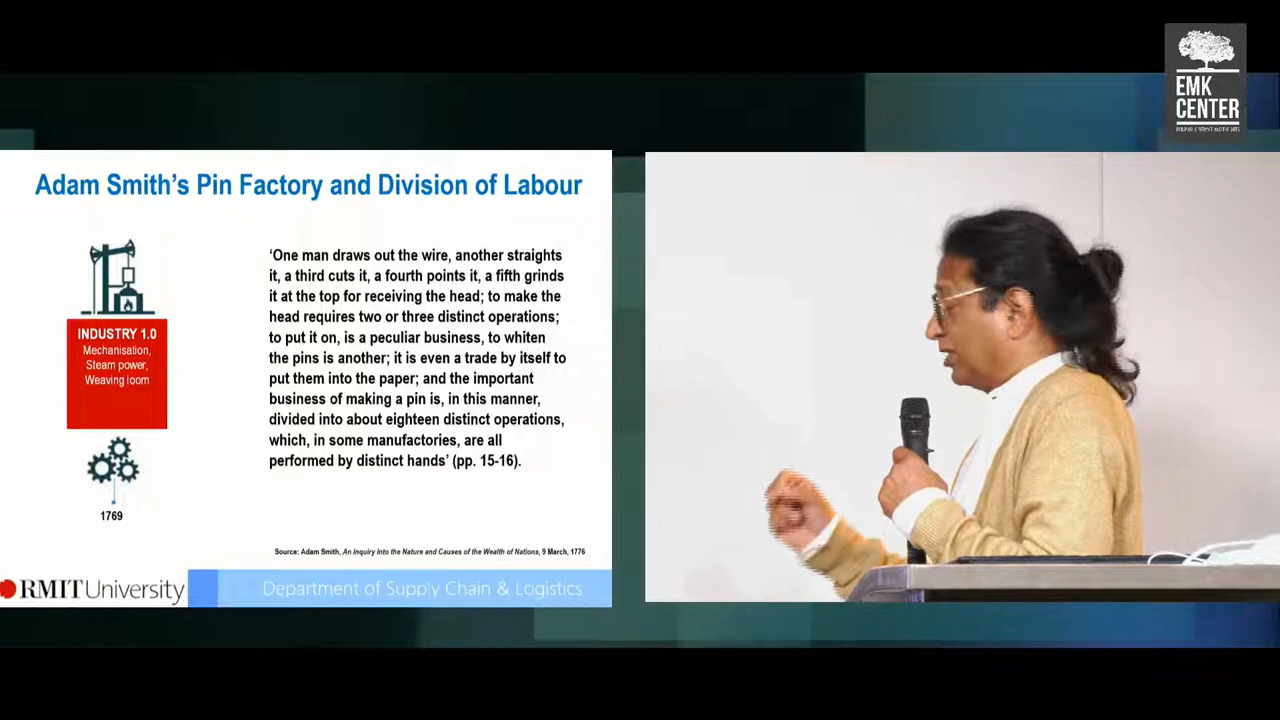 EMK
CENTER
Adam Smith's Pin Factory and Division of Labour
INDUSTRY 1.0
Mechanisation,
Steam power,
Weaving loom
1769
‘One man draws out the wire, another straights
it, a third cuts it, a fourth points it, a fifth grinds
it at the top for receiving the head; to make the
head requires two or three distinct operations;
to put it on, is a peculiar business, to whiten
the pins is another; it is even a trade by itself to
put them into the paper; and the important
business of making a pin is, in this manner,
divided into about eighteen distinct operations,
which, in some manufactories, are all
performed by distinct hands’ (pp. 15-16).
Source: Adam Smith, An inquiry into the Nature and Causes of the Wealth of Nations, 9 March, 1776
RMIT University
Department of Supply Chain & Logistics